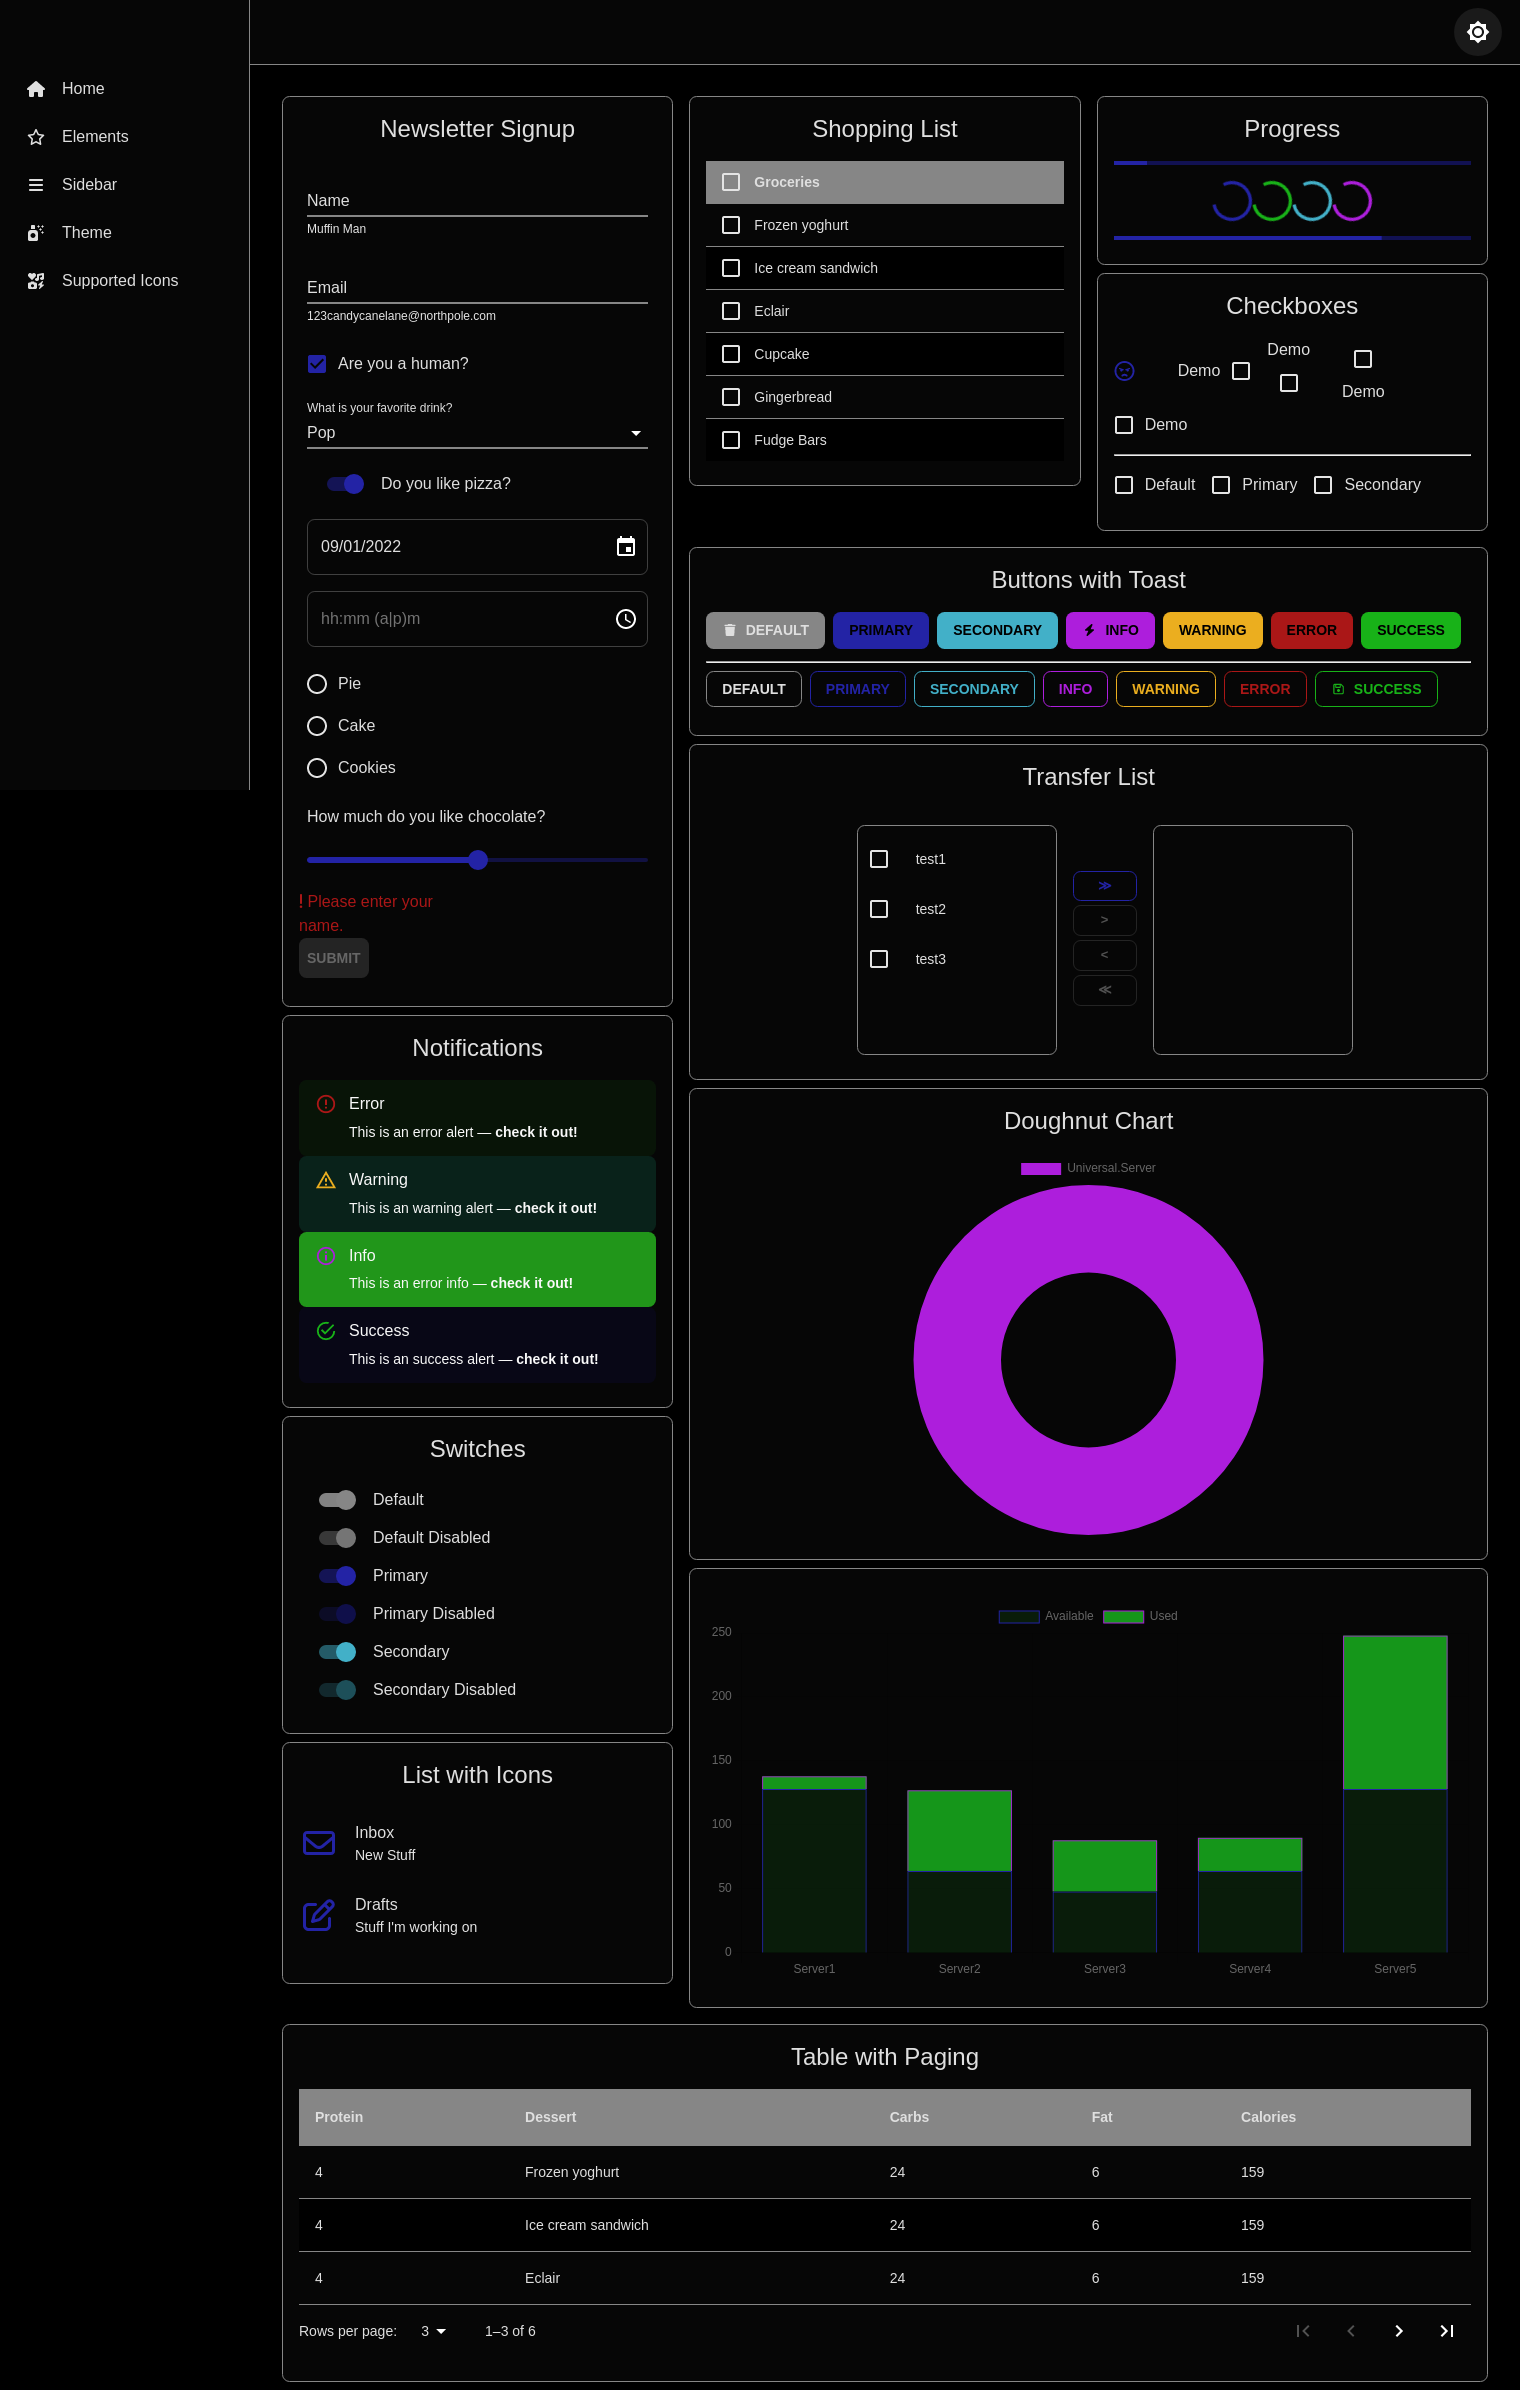 Home
Elements
Sidebar
Theme
Supported Icons
Newsletter Signup
Name
Muffin Man
Email
123candycanelane@northpole.com
Are you a human?
What is your favorite drink?
Pop
Do you like pizza?
09/01/2022
hh:mm (a|p)m
Pie
Cake
Cookies
How much do you like chocolate?
! Please enter your
name.
SUBMIT
Notifications
Error
This is an error alert — check it out!
Warning
This is an warning alert — check it out!
Info
This is an error info — check it out!
Success
This is an success alert — check it out!
Switches
Default
Default Disabled
Primary
Primary Disabled
Secondary
Secondary Disabled
List with Icons
Inbox
New Stuff
Drafts
Stuff I'm working on
Shopping List
Groceries
Frozen yoghurt
Ice cream sandwich
Eclair
Cupcake
Gingerbread
Fudge Bars
Progress
Checkboxes
Demo
Demo
Demo
Demo
Default Primary Secondary
Buttons with Toast
DEFAULT PRIMARY SECONDARY INFO WARNING ERROR SUCCESS
DEFAULT PRIMARY SECONDARY INFO WARNING ERROR SUCCESS
Transfer List
test1
test2
test3
≫
>
<
≪
Doughnut Chart
Universal.Server
Available Used
250
200
150
100
50
0
Server1 Server2 Server3 Server4 Server5
Table with Paging
Protein Dessert Carbs Fat Calories
4 Frozen yoghurt 24 6 159
4 Ice cream sandwich 24 6 159
4 Eclair 24 6 159
Rows per page: 3 1–3 of 6